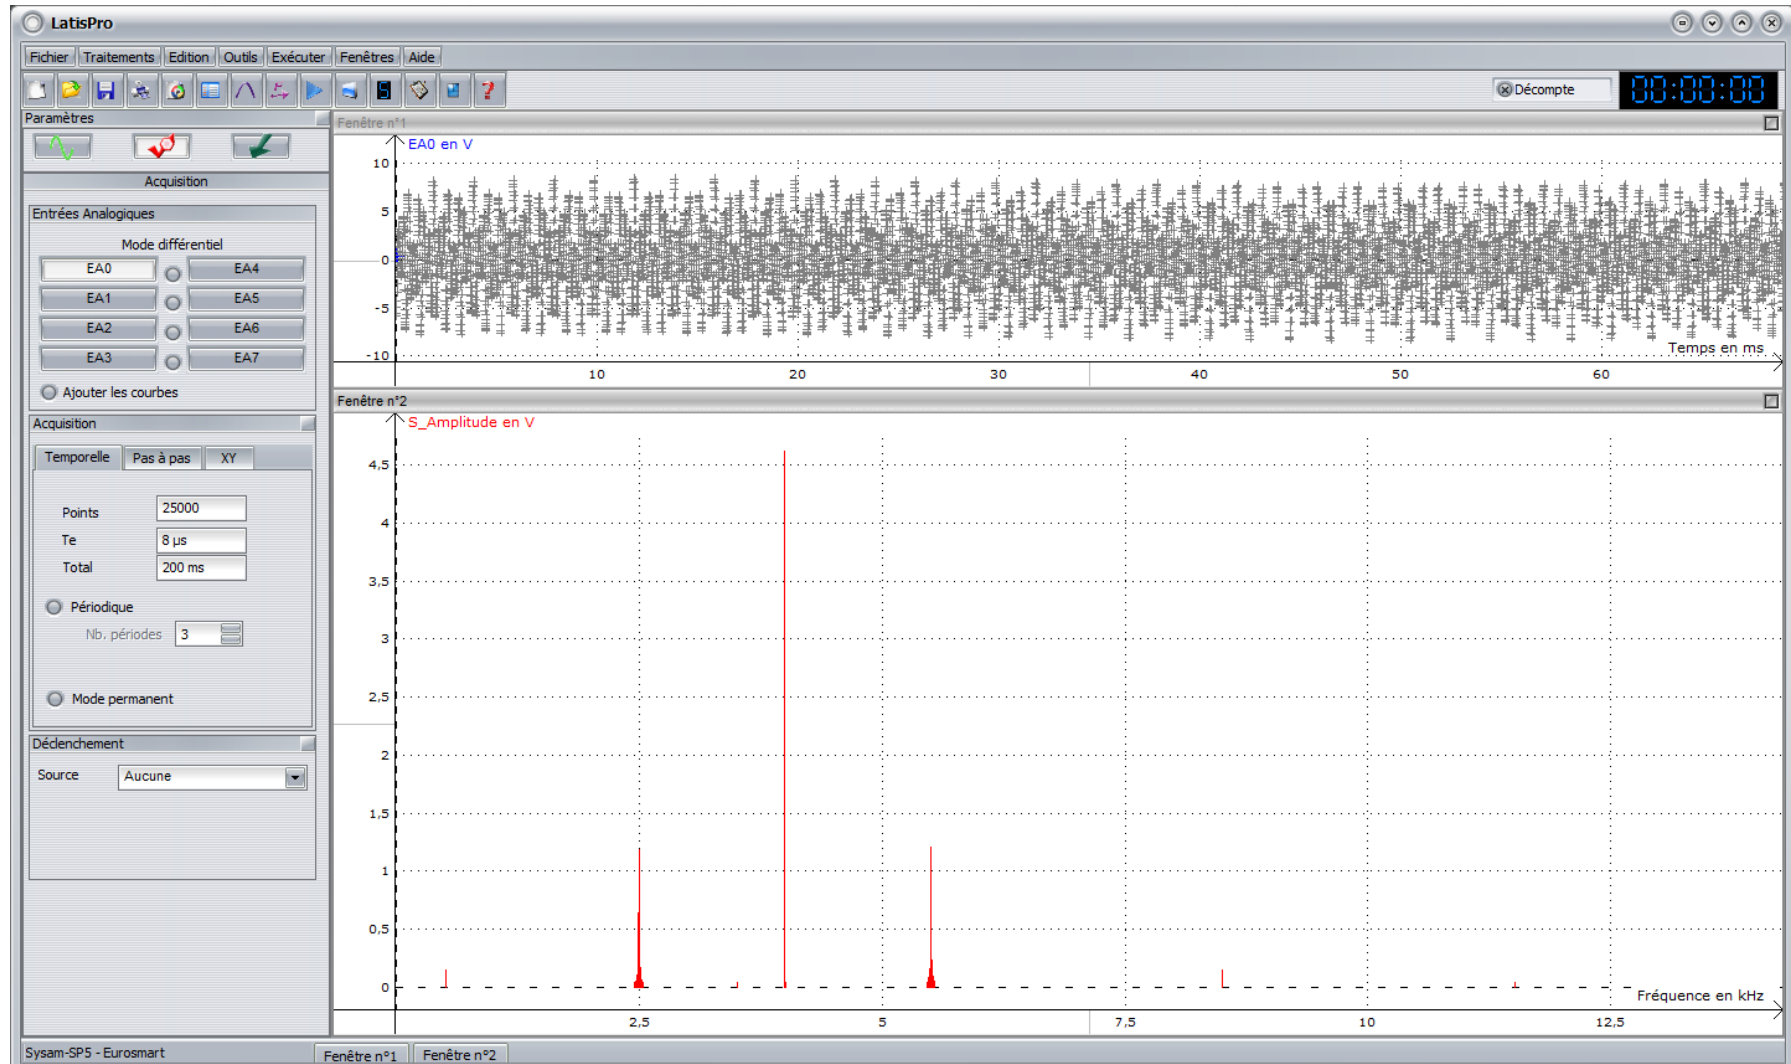 LatisPro
Fichier Traitements Edition Outils Exécuter Fenêtres Aide
Décompte 00:00:00
Paramètres
Acquisition
Entrées Analogiques
Mode différentiel
EA0 EA4
EA1 EA5
EA2 EA6
EA3 EA7
Ajouter les courbes
Acquisition
Temporelle Pas à pas XY
Points 25000
Te 8 µs
Total 200 ms
Périodique
Nb. périodes 3
Mode permanent
Déclenchement
Source Aucune
Fenêtre n°1
EA0 en V
10
5
0
-5
-10
Temps en ms
10 20 30 40 50 60
Fenêtre n°2
S_Amplitude en V
4,5
4
3,5
3
2,5
2
1,5
1
0,5
0
Fréquence en kHz
2,5 5 7,5 10 12,5
Sysam-SP5 - Eurosmart Fenêtre n°1 Fenêtre n°2